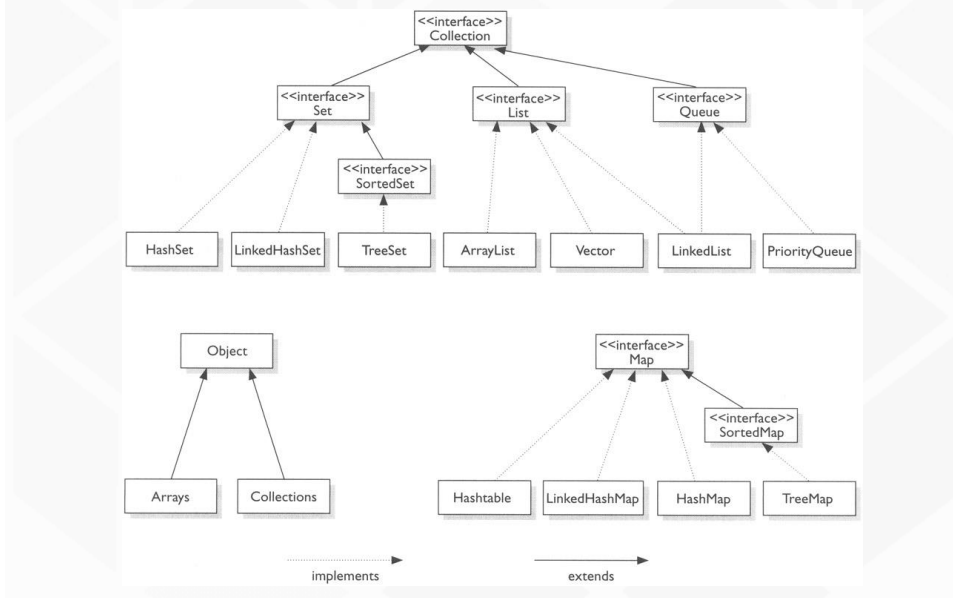 <<interface>>
Collection
<<interface>>
Set
<<interface>>
List
<<interface>>
Queue
<<interface>>
SortedSet
HashSet
LinkedHashSet
TreeSet
ArrayList
Vector
LinkedList
PriorityQueue
Object
<<interface>>
Map
<<interface>>
SortedMap
Arrays
Collections
Hashtable
LinkedHashMap
HashMap
TreeMap
implements
extends